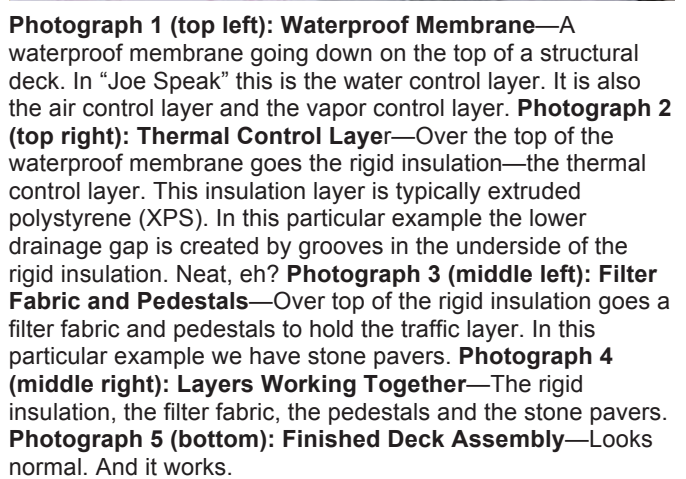 Photograph 1 (top left): Waterproof Membrane—A
waterproof membrane going down on the top of a structural
deck. In “Joe Speak” this is the water control layer. It is also
the air control layer and the vapor control layer. Photograph 2
(top right): Thermal Control Layer—Over the top of the
waterproof membrane goes the rigid insulation—the thermal
control layer. This insulation layer is typically extruded
polystyrene (XPS). In this particular example the lower
drainage gap is created by grooves in the underside of the
rigid insulation. Neat, eh? Photograph 3 (middle left): Filter
Fabric and Pedestals—Over top of the rigid insulation goes a
filter fabric and pedestals to hold the traffic layer. In this
particular example we have stone pavers. Photograph 4
(middle right): Layers Working Together—The rigid
insulation, the filter fabric, the pedestals and the stone pavers.
Photograph 5 (bottom): Finished Deck Assembly—Looks
normal. And it works.